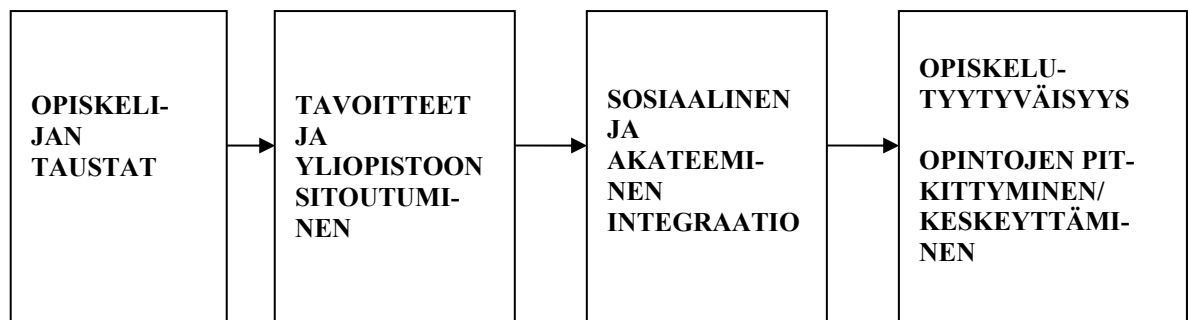 OPISKELI-
JAN
TAUSTAT
TAVOITTEET
JA
YLIOPISTOON
SITOUTUMI-
NEN
SOSIAALINEN
JA
AKATEEMI-
NEN
INTEGRAATIO
OPISKELU-
TYYTYVÄISYYS
OPINTOJEN PIT-
KITTYMINEN/
KESKEYTTÄMI-
NEN